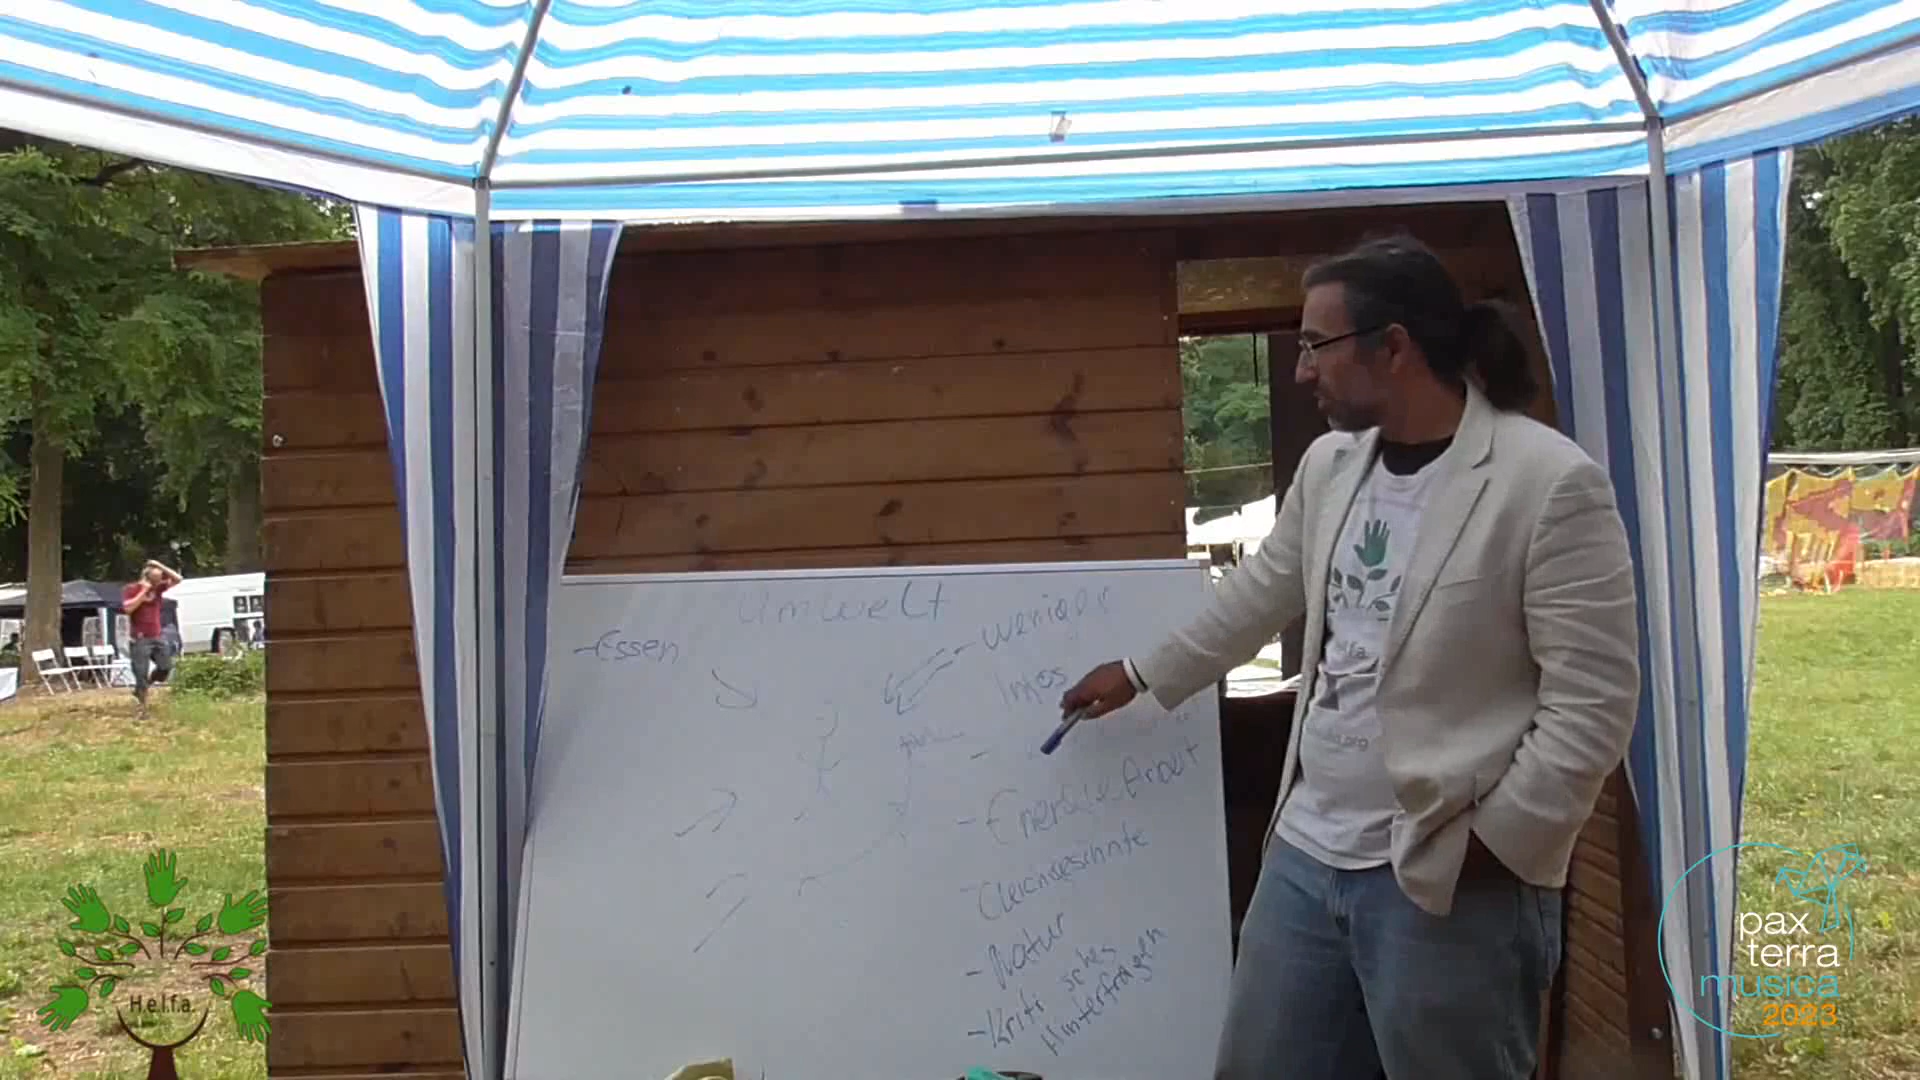 Umwelt
-Essen
weniger
Infos
- Energie Arbeit
- Gleichgesinnte
- Natur
- Kritisches
Hinterfragen
H.e.l.f.a.
pax
terra
musica
2023